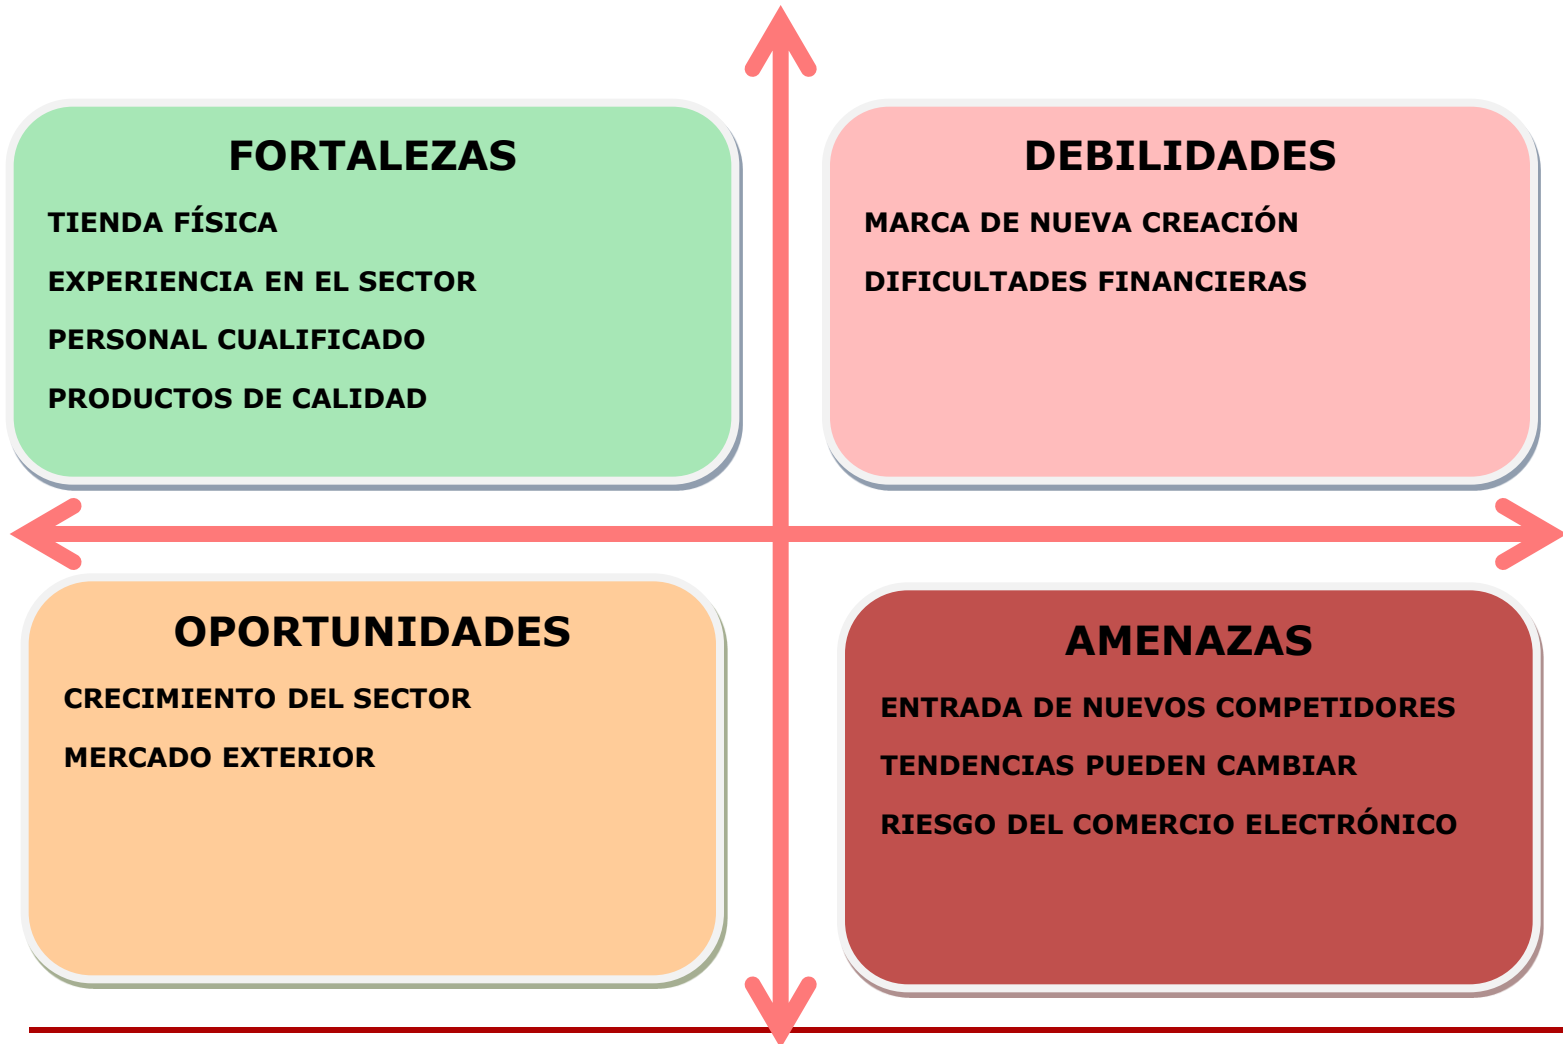 FORTALEZAS
TIENDA FÍSICA
EXPERIENCIA EN EL SECTOR
PERSONAL CUALIFICADO
PRODUCTOS DE CALIDAD
DEBILIDADES
MARCA DE NUEVA CREACIÓN
DIFICULTADES FINANCIERAS
OPORTUNIDADES
CRECIMIENTO DEL SECTOR
MERCADO EXTERIOR
AMENAZAS
ENTRADA DE NUEVOS COMPETIDORES
TENDENCIAS PUEDEN CAMBIAR
RIESGO DEL COMERCIO ELECTRÓNICO